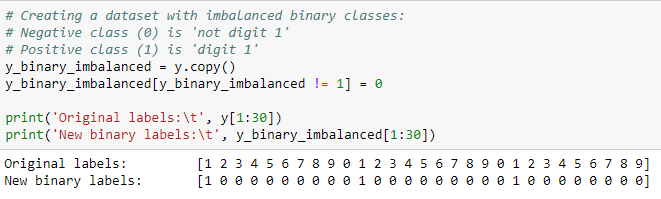 # Creating a dataset with imbalanced binary classes:
# Negative class (0) is 'not digit 1'
# Positive class (1) is 'digit 1'
y_binary_imbalanced = y.copy()
y_binary_imbalanced[y_binary_imbalanced != 1] = 0
print('Original labels:\t', y[1:30])
print('New binary labels:\t', y_binary_imbalanced[1:30])
Original labels: [1 2 3 4 5 6 7 8 9 0 1 2 3 4 5 6 7 8 9 0 1 2 3 4 5 6 7 8 9]
New binary labels: [1 0 0 0 0 0 0 0 0 0 1 0 0 0 0 0 0 0 0 0 1 0 0 0 0 0 0 0 0]